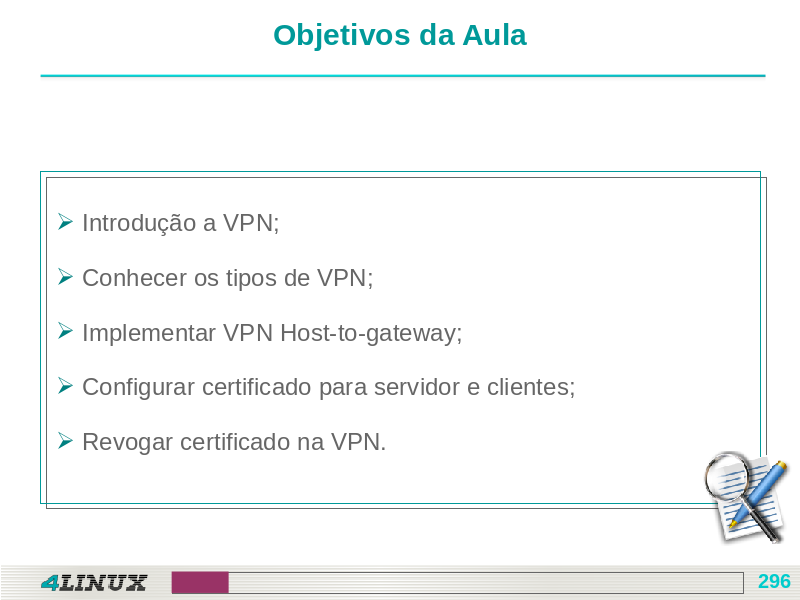 Objetivos da Aula
Introdução a VPN;
Conhecer os tipos de VPN;
Implementar VPN Host-to-gateway;
Configurar certificado para servidor e clientes;
Revogar certificado na VPN.
4LINUX
296